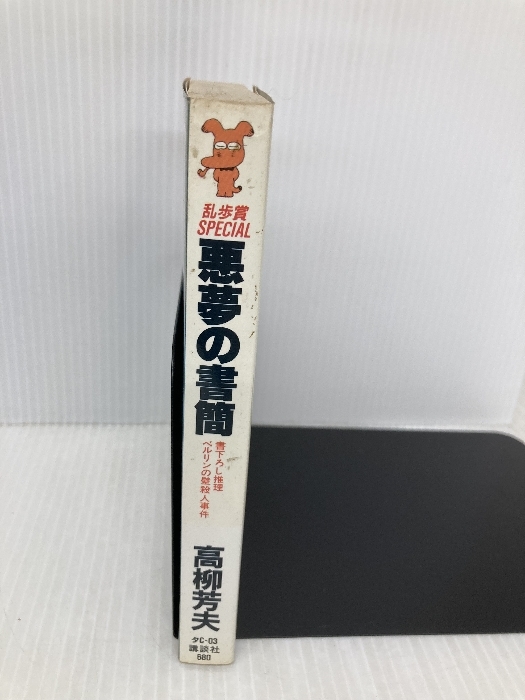 乱歩賞
SPECIAL
悪夢の書簡
書下ろし推理
ベルリンの壁殺人事件
高柳芳夫
タC-03
講談社
680